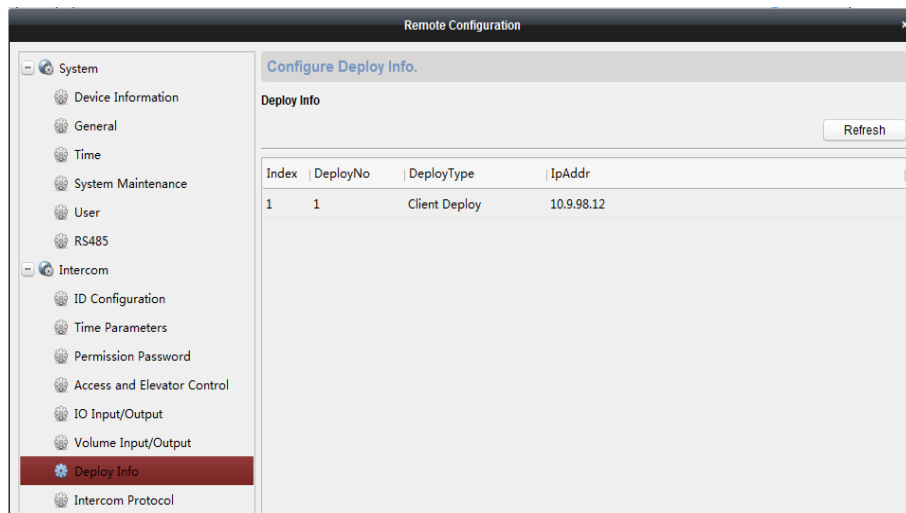 Remote Configuration
System
Device Information
General
Time
System Maintenance
User
RS485
Intercom
ID Configuration
Time Parameters
Permission Password
Access and Elevator Control
IO Input/Output
Volume Input/Output
Deploy Info
Intercom Protocol
Configure Deploy Info.
Deploy Info
Refresh
Index DeployNo DeployType IpAddr
1 1 Client Deploy 10.9.98.12